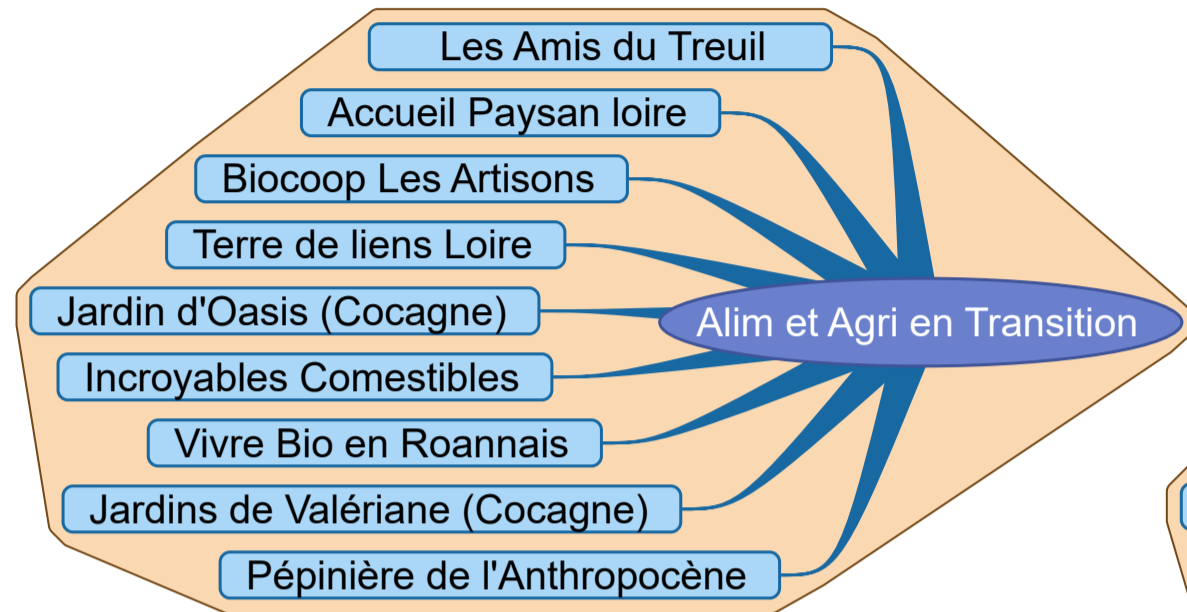 Les Amis du Treuil
Accueil Paysan loire
Biocoop Les Artisons
Terre de liens Loire
Jardin d'Oasis (Cocagne)
Alim et Agri en Transition
Incroyables Comestibles
Vivre Bio en Roannais
Jardins de Valériane (Cocagne)
Pépinière de l'Anthropocène